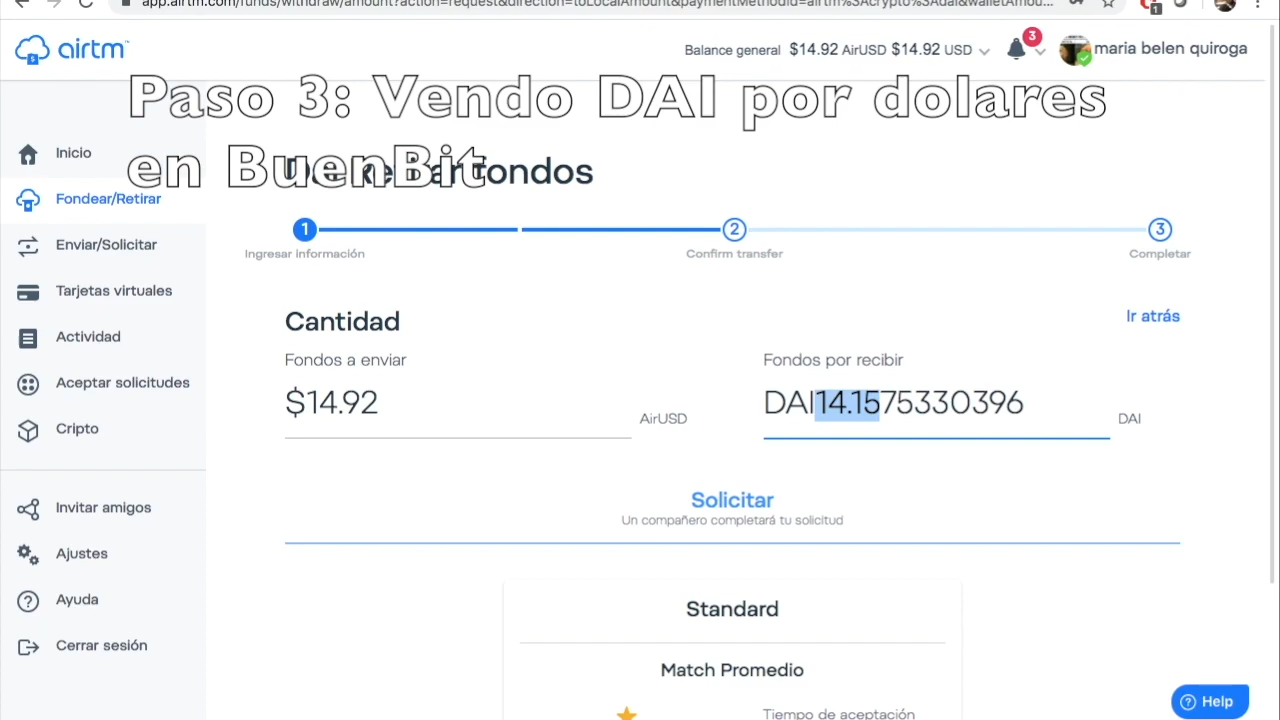 app.airtm.com/funds/withdraw/amount?action=request&direction=toLocalAmount&paymentMethodId=airtm%3Acrypto%3Adai&walletAmou...
1
airtm
Balance general $14.92 AirUSD $14.92 USD
3
maria belen quiroga
Paso 3: Vendo DAI por dolares
en BuenBit
fondos
Inicio
Fondear/Retirar
Enviar/Solicitar
Tarjetas virtuales
Actividad
Aceptar solicitudes
Cripto
Invitar amigos
Ajustes
Ayuda
Cerrar sesión
1
2
3
Ingresar información
Confirm transfer
Completar
Cantidad
Ir atrás
Fondos a enviar
Fondos por recibir
$14.92
AirUSD
DAI14.1575330396
DAI
Solicitar
Un compañero completará tu solicitud
Standard
Match Promedio
Tiempo de aceptación
Help